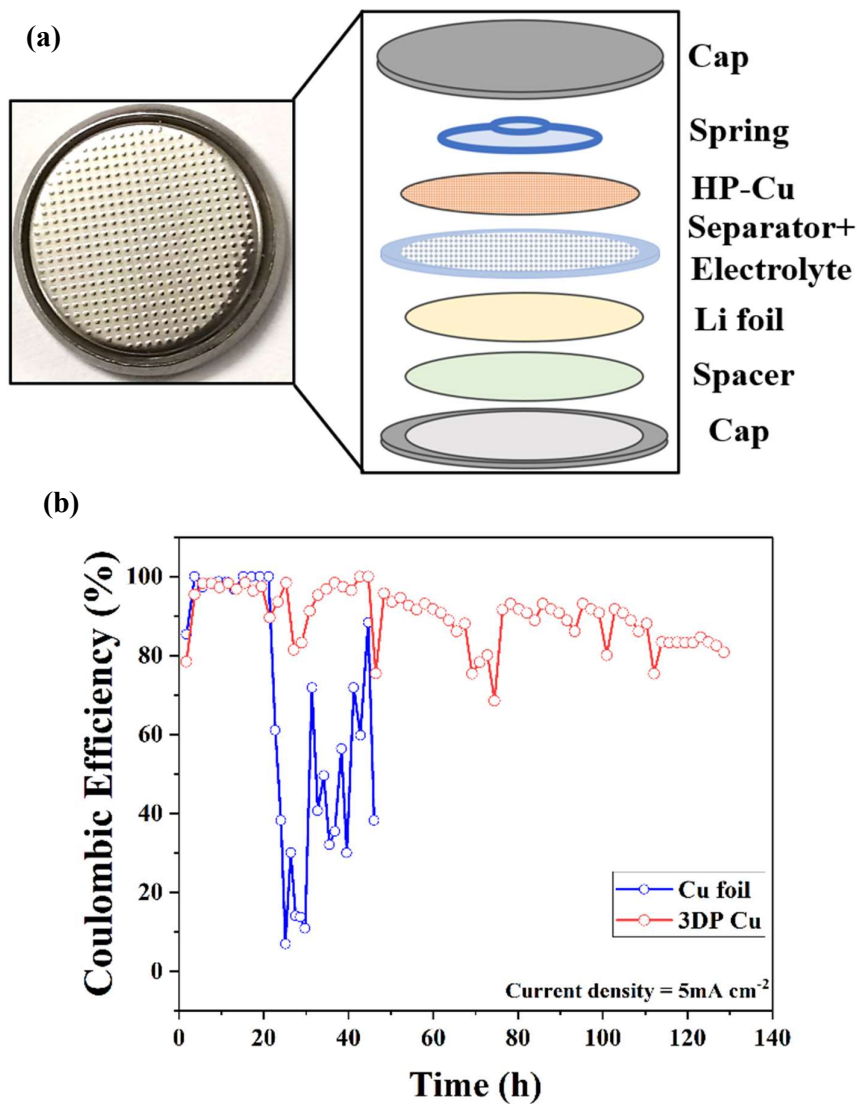 (a)
Cap
Spring
HP-Cu
Separator+
Electrolyte
Li foil
Spacer
Cap
(b)
Coulombic Efficiency (%)
100
80
60
40
20
0
Cu foil
3DP Cu
Current density = 5mA cm⁻²
0 20 40 60 80 100 120 140
Time (h)